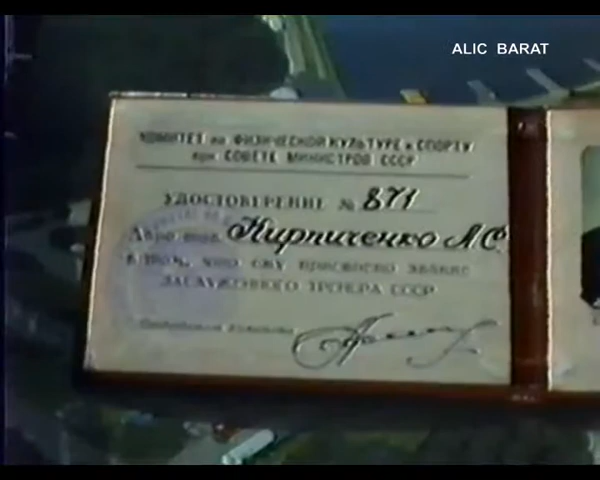 ALIC BARAT
КОМИТЕТ по ФИЗИЧЕСКОЙ КУЛЬТУРЕ и СПОРТУ
при СОВЕТЕ МИНИСТРОВ СССР
УДОСТОВЕРЕНИЕ № 871
Кирпиченко А.С.
в том, что ему присвоено звание
ЗАСЛУЖЕННОГО ТРЕНЕРА СССР